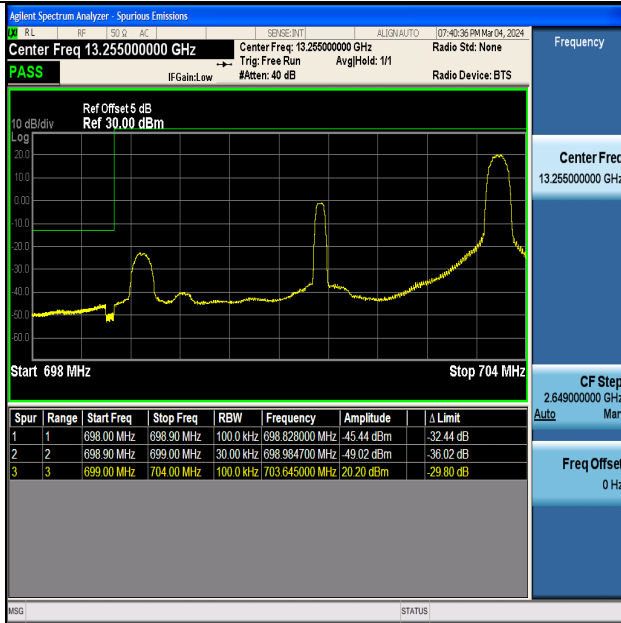 Agilent Spectrum Analyzer - Spurious Emissions
RL RF 50 Ω AC SENSE:INT ALIGNAUTO 07:40:36 PM Mar 04, 2024
Center Freq 13.255000000 GHz
Center Freq: 13.255000000 GHz
Radio Std: None
Trig: Free Run Avg|Hold: 1/1
PASS
IFGain:Low
#Atten: 40 dB
Radio Device: BTS
Ref Offset 5 dB
10 dB/div Ref 30.00 dBm
Log
20.0
10.0
0.00
-10.0
-20.0
-30.0
-40.0
-50.0
-60.0
Start 698 MHz Stop 704 MHz
Spur Range Start Freq Stop Freq RBW Frequency Amplitude Δ Limit
1 1 698.00 MHz 698.90 MHz 100.0 kHz 698.828000 MHz -45.44 dBm -32.44 dB
2 2 698.90 MHz 699.00 MHz 30.00 kHz 698.984700 MHz -49.02 dBm -36.02 dB
3 3 699.00 MHz 704.00 MHz 100.0 kHz 703.645000 MHz 20.20 dBm -29.80 dB
Frequency
Center Freq
13.255000000 GHz
CF Step
2.649000000 GHz
Auto Man
Freq Offset
0 Hz
MSG STATUS